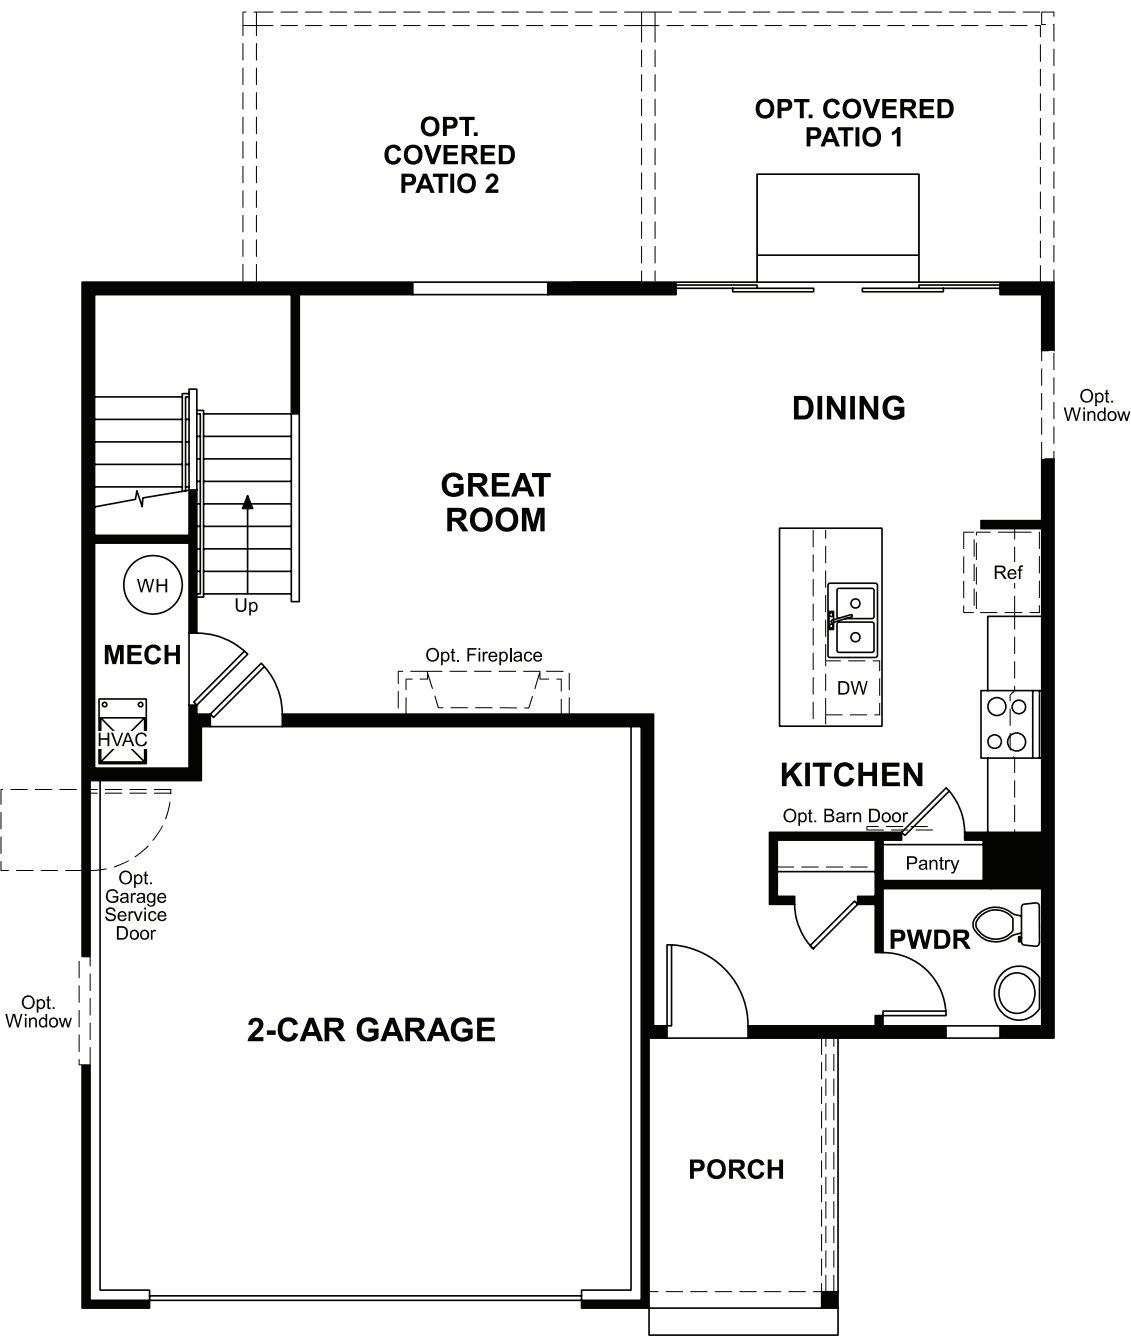 OPT. COVERED
PATIO 1
OPT.
COVERED
PATIO 2
DINING
Opt.
Window
GREAT
ROOM
Ref
WH
Up
MECH
Opt. Fireplace
DW
HVAC
KITCHEN
Opt. Barn Door
Pantry
Opt.
Garage
Service
Door
PWDR
Opt.
Window
2-CAR GARAGE
PORCH